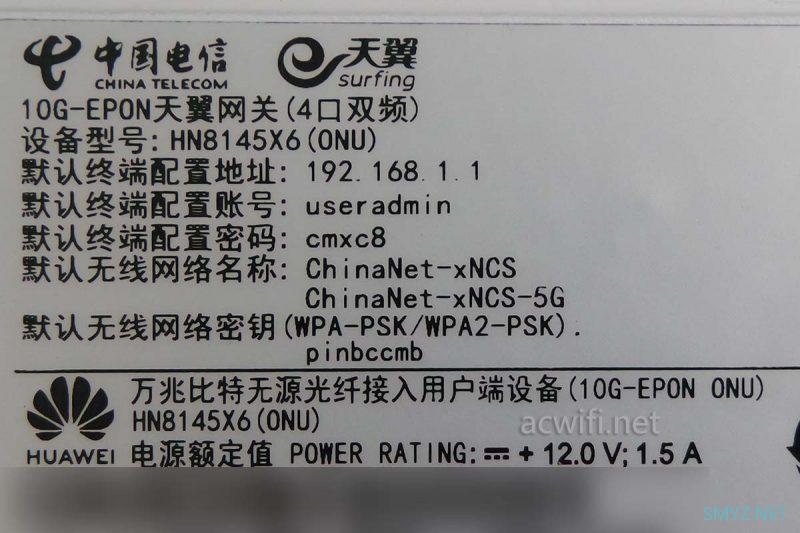 中国电信 天翼
CHINA TELECOM surfing
10G-EPON天翼网关(4口双频)
设备型号: HN8145X6(ONU)
默认终端配置地址: 192.168.1.1
默认终端配置账号: useradmin
默认终端配置密码: cmxc8
默认无线网络名称: ChinaNet-xNCS
ChinaNet-xNCS-5G
默认无线网络密钥(WPA-PSK/WPA2-PSK).
pinbccmb
万兆比特无源光纤接入用户端设备(10G-EPON ONU)
HN8145X6(ONU)
acwifi.net
HUAWEI 电源额定值 POWER RATING: ⎓ + 12.0 V; 1.5 A
SMYZ.NET